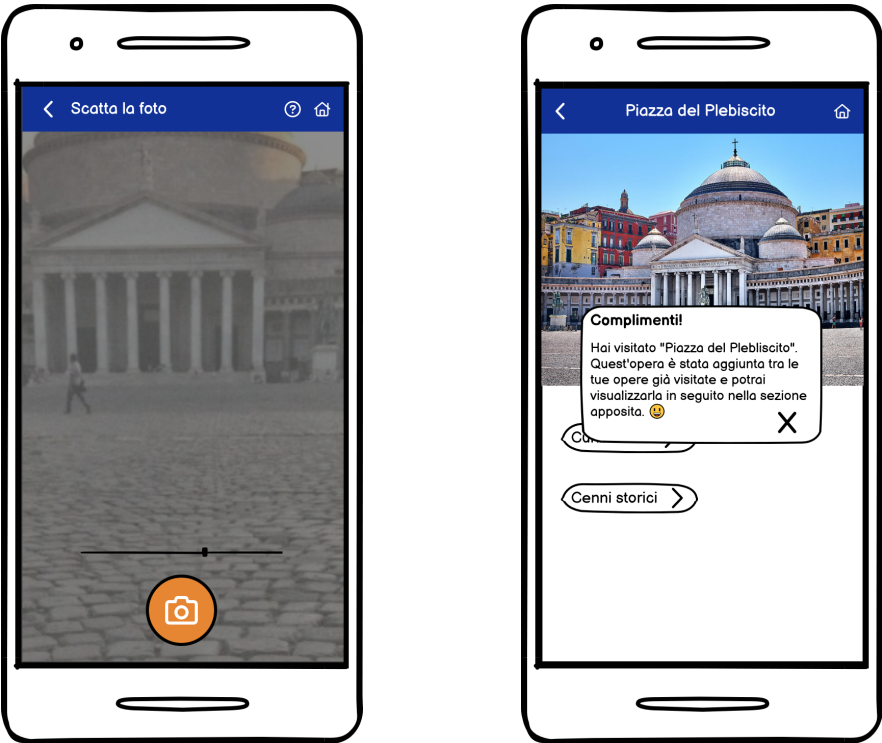 Scatta la foto
Piazza del Plebiscito
Complimenti!
Hai visitato "Piazza del Plebliscito".
Quest'opera è stata aggiunta tra le
tue opere già visitate e potrai
visualizzarla in seguito nella sezione
apposita. 😃
Cenni storici